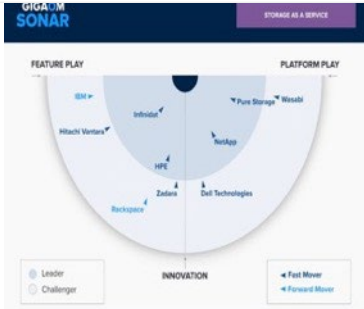 GIGAOM
SONAR
STORAGE AS A SERVICE
FEATURE PLAY
PLATFORM PLAY
IBM
Pure Storage
Wasabi
Infinidat
Hitachi Vantara
NetApp
HPE
Zadara
Dell Technologies
Rackspace
INNOVATION
Leader
Challenger
Fast Mover
Forward Mover